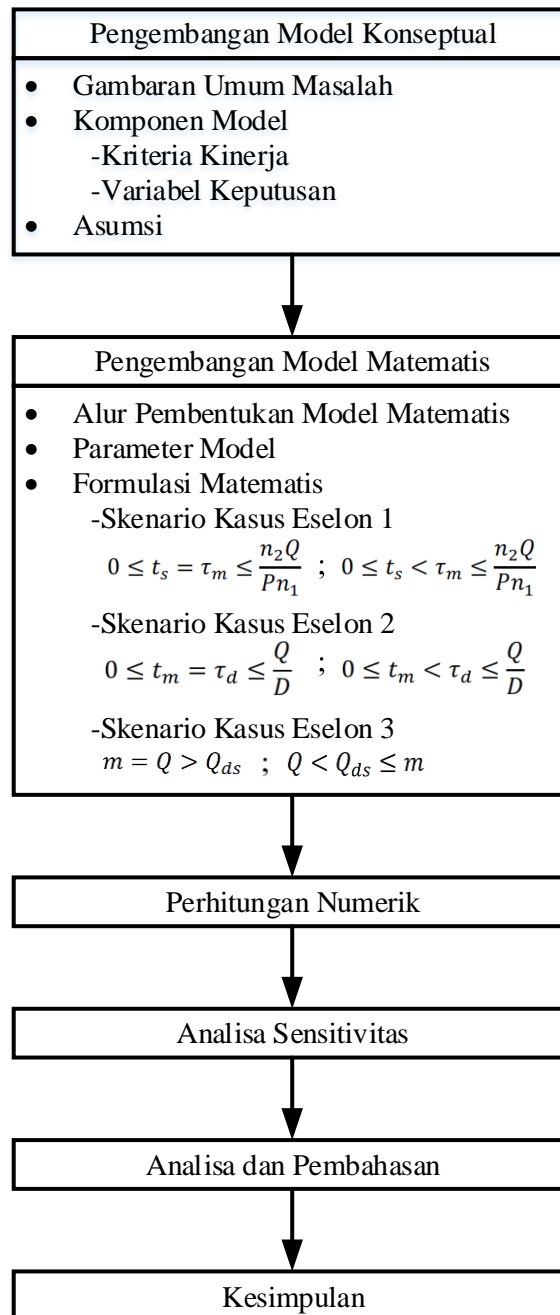 Pengembangan Model Konseptual
• Gambaran Umum Masalah
• Komponen Model
-Kriteria Kinerja
-Variabel Keputusan
• Asumsi
Pengembangan Model Matematis
• Alur Pembentukan Model Matematis
• Parameter Model
• Formulasi Matematis
-Skenario Kasus Eselon 1
0 ≤ t_s = τ_m ≤ n_2Q/Pn_1 ; 0 ≤ t_s < τ_m ≤ n_2Q/Pn_1
-Skenario Kasus Eselon 2
0 ≤ t_m = τ_d ≤ Q/D ; 0 ≤ t_m < τ_d ≤ Q/D
-Skenario Kasus Eselon 3
m = Q > Q_ds ; Q < Q_ds ≤ m
Perhitungan Numerik
Analisa Sensitivitas
Analisa dan Pembahasan
Kesimpulan